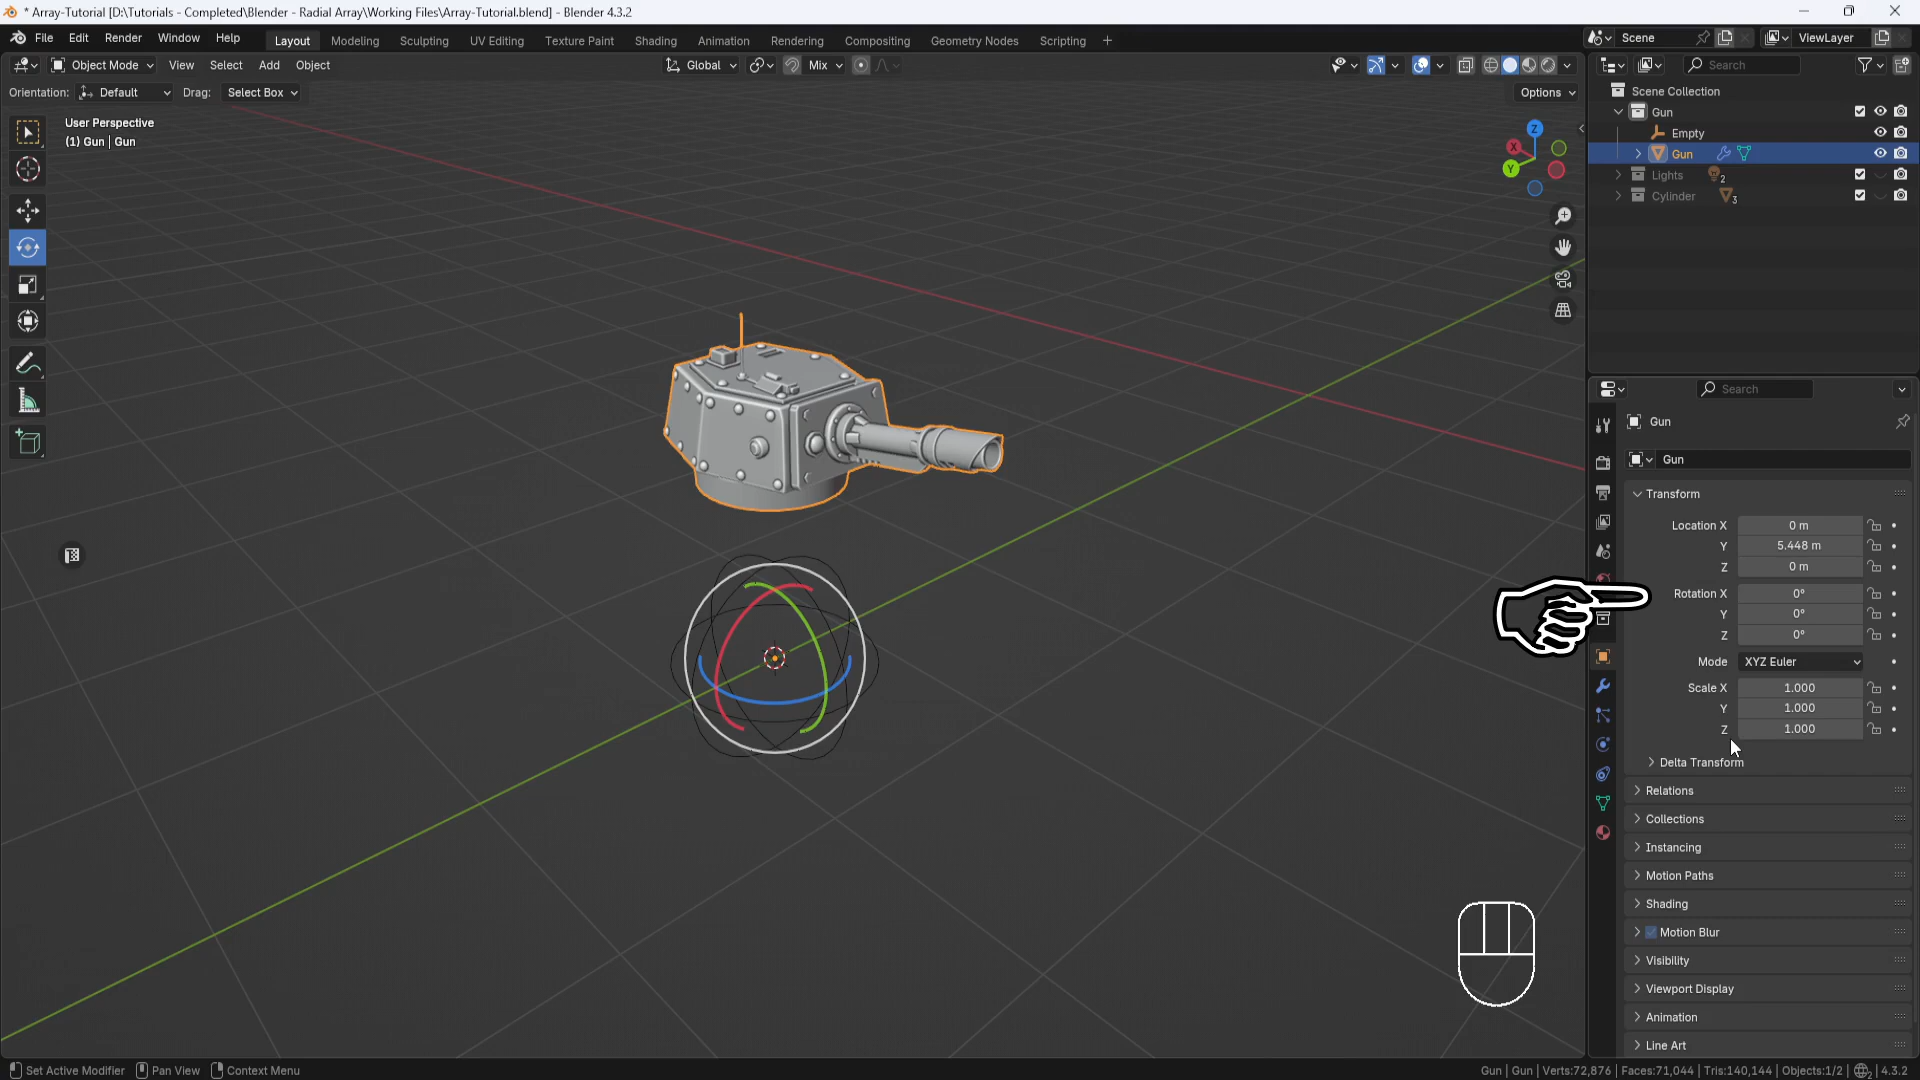 * Array-Tutorial [D:\Tutorials - Completed\Blender - Radial Array\Working Files\Array-Tutorial.blend] - Blender 4.3.2
File Edit Render Window Help Layout Modeling Sculpting UV Editing Texture Paint Shading Animation Rendering Compositing Geometry Nodes Scripting + Scene ViewLayer
Object Mode View Select Add Object Global Mix Search
Orientation: Default Drag: Select Box Options
User Perspective
(1) Gun | Gun
Z
X
Y
Scene Collection
Gun
Empty
Gun
Lights 2
Cylinder 3
Search
Gun
Gun
Transform
Location X 0 m
Y 5.448 m
Z 0 m
Rotation X 0°
Y 0°
Z 0°
Mode XYZ Euler
Scale X 1.000
Y 1.000
Z 1.000
Delta Transform
Relations
Collections
Instancing
Motion Paths
Shading
Motion Blur
Visibility
Viewport Display
Animation
Line Art
Set Active Modifier Pan View Context Menu Gun | Gun | Verts:72,876 | Faces:71,044 | Tris:140,144 | Objects:1/2 | 2 | 4.3.2